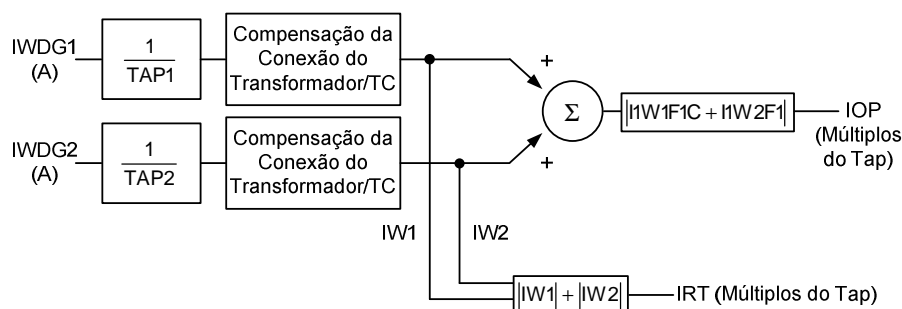 IWDG1
(A)
1
TAP1
Compensação da
Conexão do
Transformador/TC
+
Σ
|I1W1F1C + I1W2F1|
IOP
(Múltiplos
do Tap)
IWDG2
(A)
1
TAP2
Compensação da
Conexão do
Transformador/TC
+
IW1
IW2
|IW1| + |IW2|
IRT (Múltiplos do Tap)